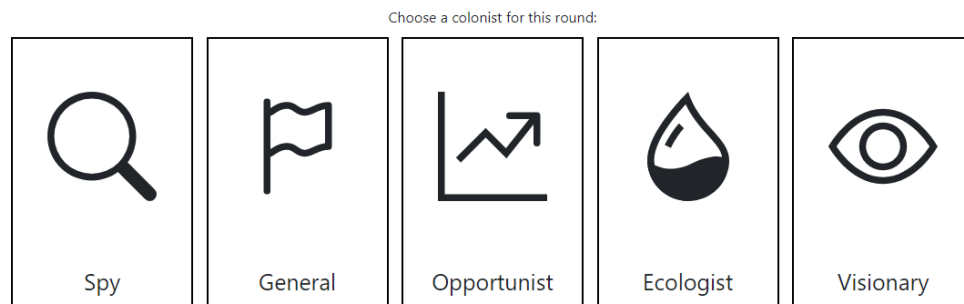 Choose a colonist for this round:
Spy
General
Opportunist
Ecologist
Visionary